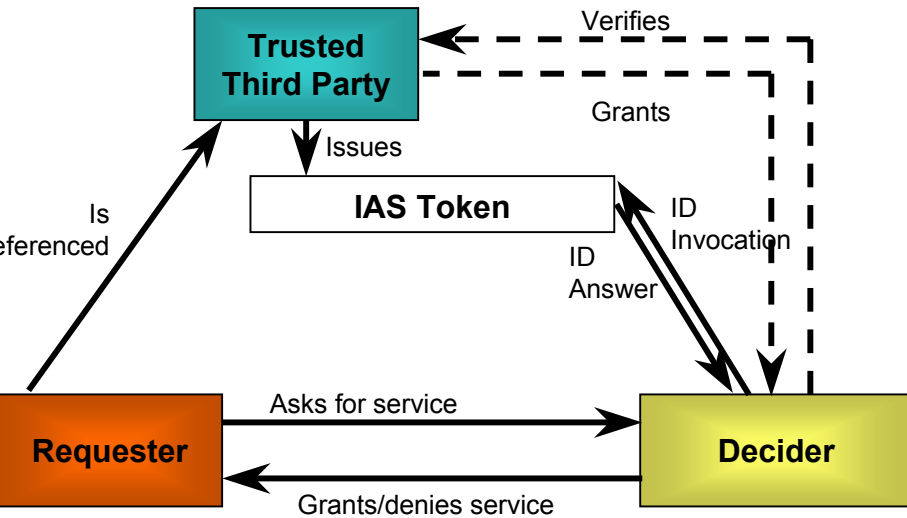 Verifies
Trusted
Third Party
Grants
Issues
IAS Token
Is
eferenced
ID
Invocation
ID
Answer
Asks for service
Requester
Decider
Grants/denies service